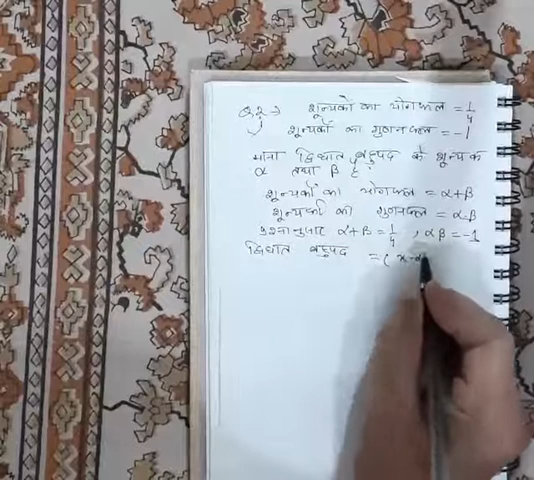 शून्यकों का योगफल = 1/4
शून्यकों का गुणनफल = -1
माना द्विघात बहुपद के शून्यक
α तथा β है
शून्यकों का योगफल = α+β
शून्यकों का गुणनफल = α.β
प्रश्नानुसार α+β = 1/4 , αβ = -1
द्विघात बहुपद = ( x-α